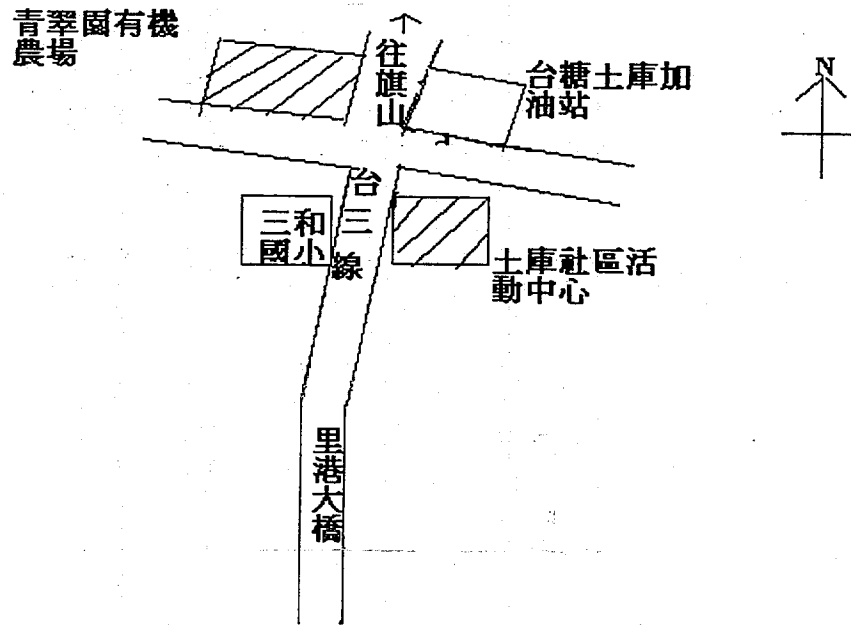 青翠園有機
農場
往旗山
台糖土庫加
油站
N
台三線
三和
國小
土庫社區活
動中心
里港大橋